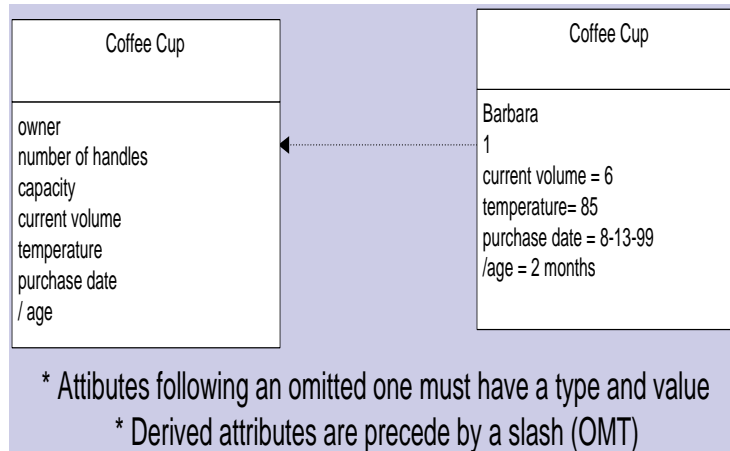 Coffee Cup
owner
number of handles
capacity
current volume
temperature
purchase date
/ age
Coffee Cup
Barbara
1
current volume = 6
temperature= 85
purchase date = 8-13-99
/age = 2 months
* Attibutes following an omitted one must have a type and value
* Derived attributes are precede by a slash (OMT)